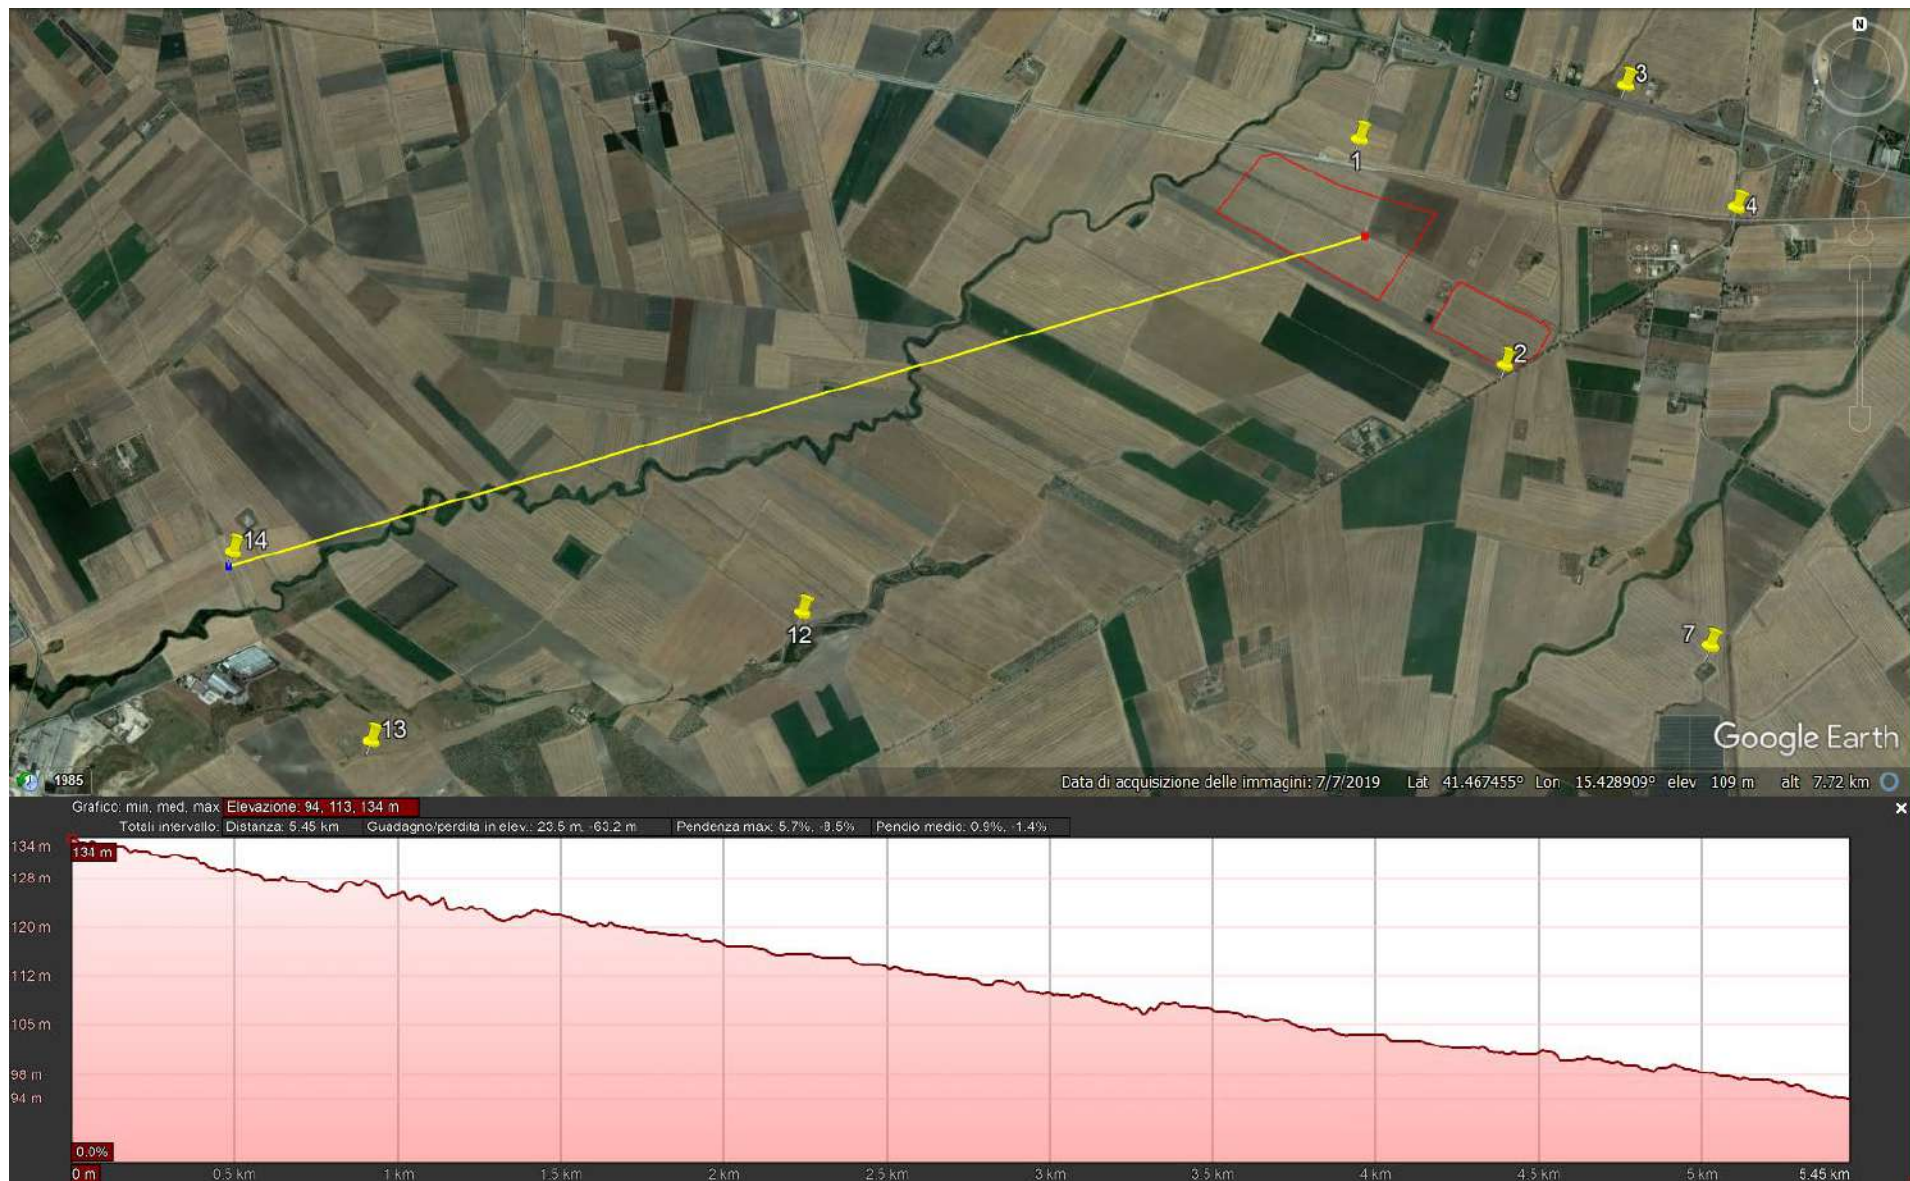 N
3
1
4
2
14
12
7
13
Google Earth
1985
Data di acquisizione delle immagini: 7/7/2019 Lat 41.467455° Lon 15.428909° elev 109 m alt 7.72 km
Grafico: min, med, max Elevazione: 94, 113, 134 m
Totali intervallo: Distanza: 5.45 km Guadagno/perdita in elev.: 23.5 m, -63.2 m Pendenza max: 5.7%, -8.5% Pendio medio: 0.9%, -1.4%
134 m
134 m
128 m
120 m
112 m
105 m
98 m
94 m
0.0%
0 m 0.5 km 1 km 1.5 km 2 km 2.5 km 3 km 3.5 km 4 km 4.5 km 5 km 5.45 km